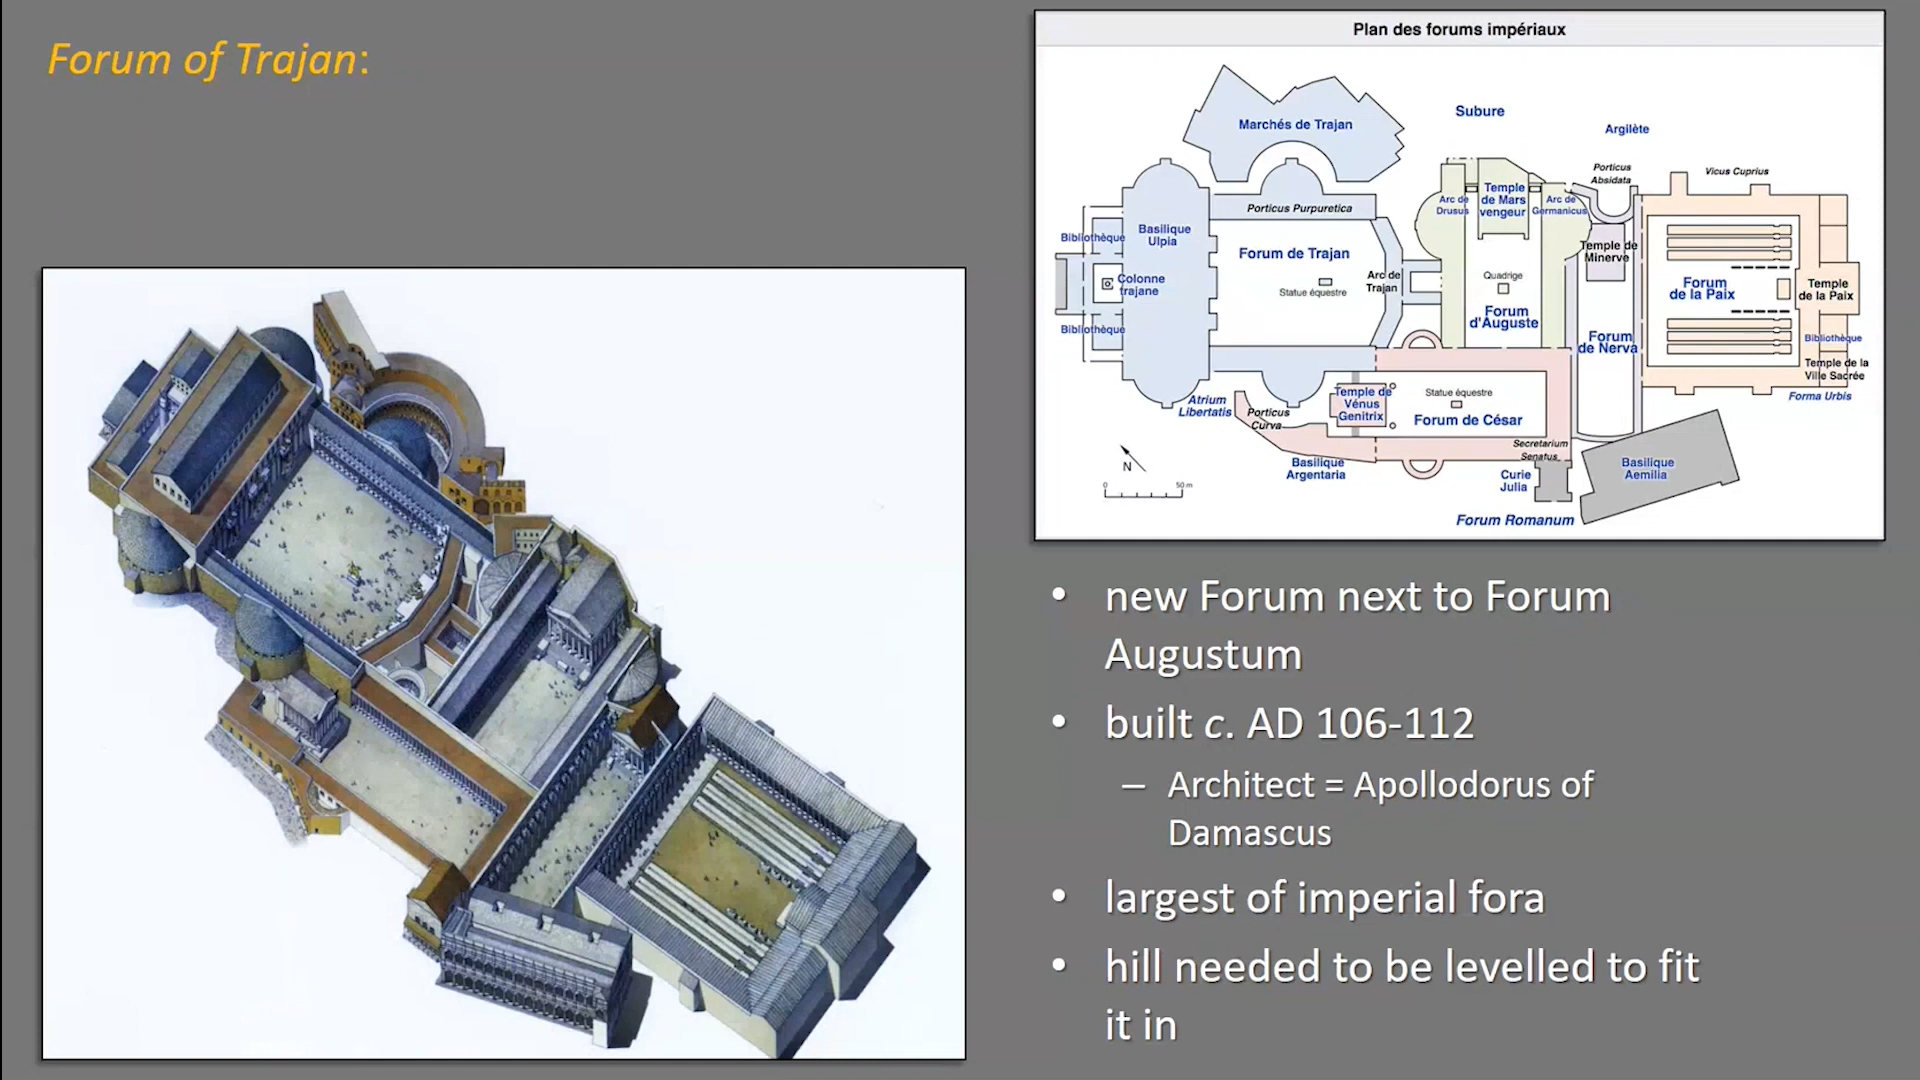 Forum of Trajan:
Plan des forums impériaux
Subure
Marchés de Trajan
Argilète
Porticus
Absidata
Vicus Cuprius
Temple
de Mars
vengeur
Arc de
Drusus
Arc de
Germanicus
Porticus Purpuretica
Basilique
Ulpia
Bibliothèque
Forum de Trajan
Temple de
Minerve
Colonne
trajane
Statue équestre
Arc de
Trajan
Quadrige
Forum
de la Paix
Temple
de la Paix
Forum
d'Auguste
Bibliothèque
Forum
de Nerva
Bibliothèque
Temple de la
Ville Sacrée
Forma Urbis
Atrium
Libertatis
Porticus
Curva
Temple de
Vénus
Genitrix
Statue équestre
Forum de César
Secretarium
Senatus
N
0
50 m
Basilique
Argentaria
Curie
Julia
Basilique
Aemilia
Forum Romanum
• new Forum next to Forum
Augustum
• built c. AD 106-112
– Architect = Apollodorus of
Damascus
• largest of imperial fora
• hill needed to be levelled to fit
it in